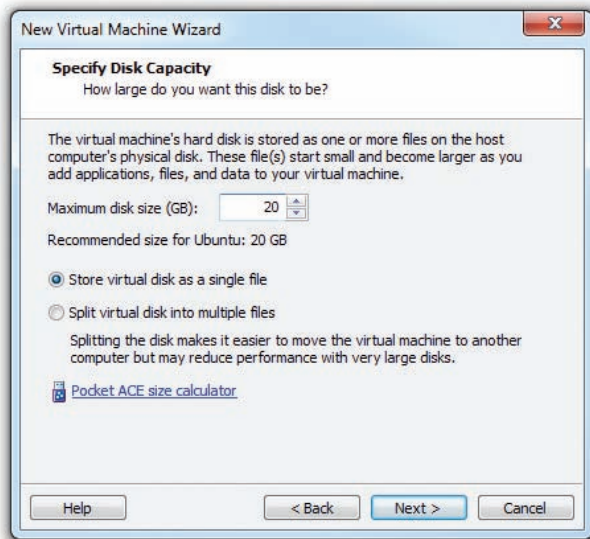 New Virtual Machine Wizard
Specify Disk Capacity
How large do you want this disk to be?
The virtual machine's hard disk is stored as one or more files on the host
computer's physical disk. These file(s) start small and become larger as you
add applications, files, and data to your virtual machine.
Maximum disk size (GB): 20
Recommended size for Ubuntu: 20 GB
Store virtual disk as a single file
Split virtual disk into multiple files
Splitting the disk makes it easier to move the virtual machine to another
computer but may reduce performance with very large disks.
Pocket ACE size calculator
Help < Back Next > Cancel